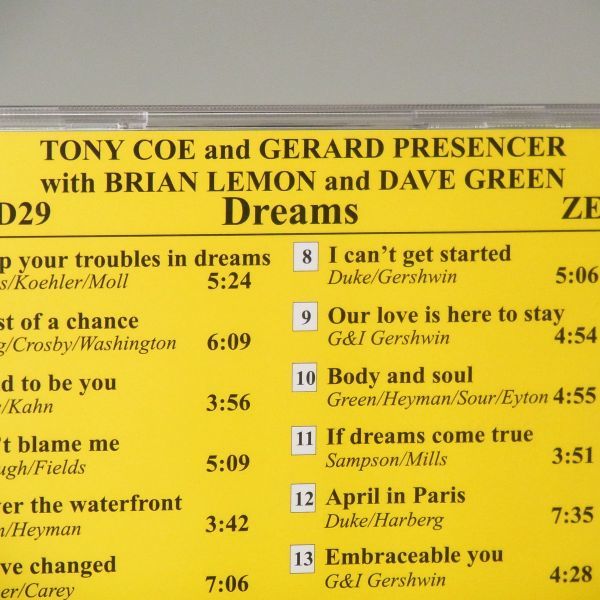 TONY COE and GERARD PRESENCER
with BRIAN LEMON and DAVE GREEN
D29 Dreams ZE
p your troubles in dreams
s/Koehler/Moll 5:24
st of a chance
g/Crosby/Washington 6:09
d to be you
/Kahn 3:56
't blame me
ugh/Fields 5:09
ver the waterfront
n/Heyman 3:42
ve changed
er/Carey 7:06
8 I can't get started
Duke/Gershwin 5:06
9 Our love is here to stay
G&I Gershwin 4:54
10 Body and soul
Green/Heyman/Sour/Eyton 4:55
11 If dreams come true
Sampson/Mills 3:51
12 April in Paris
Duke/Harberg 7:35
13 Embraceable you
G&I Gershwin 4:28